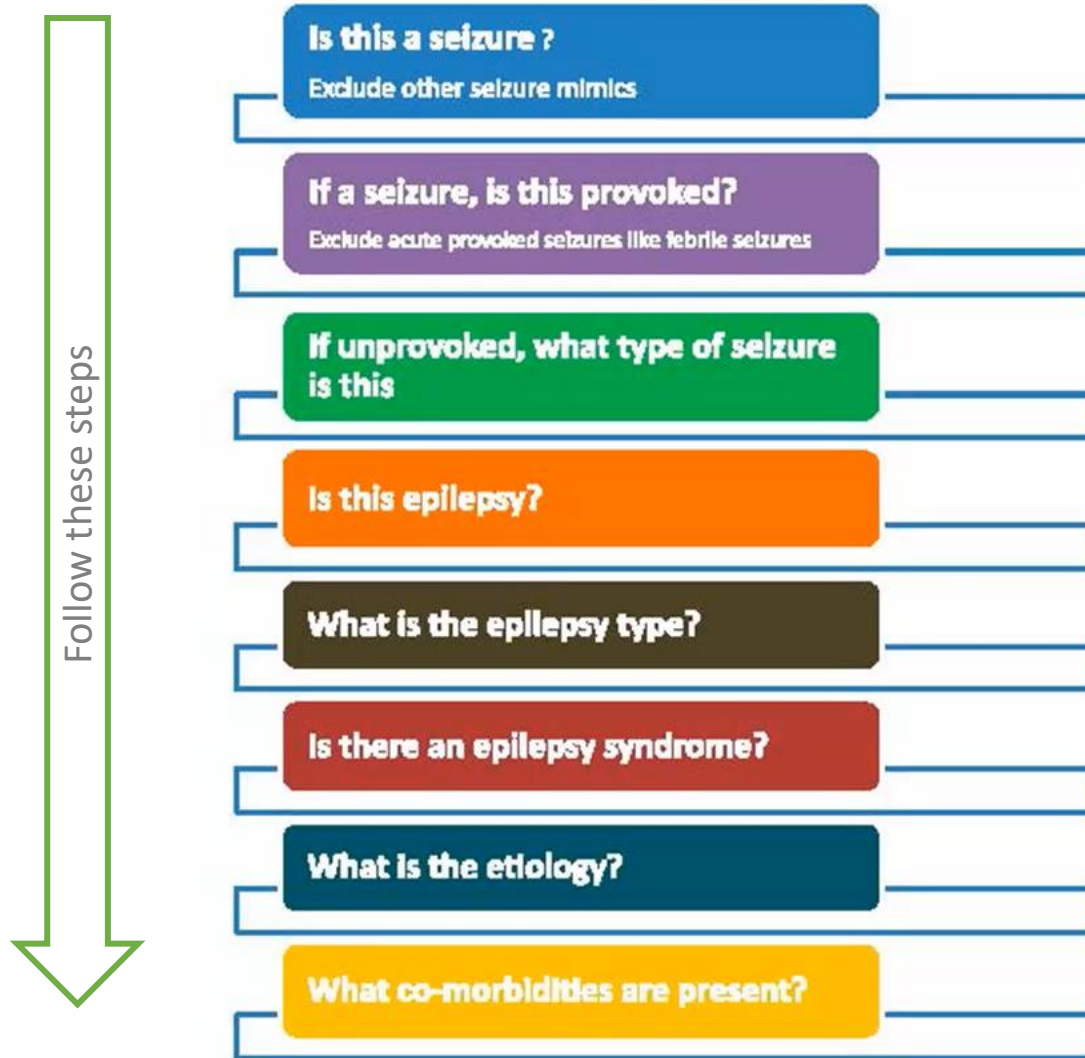 Follow these steps
Is this a seizure ?
Exclude other seizure mimics
If a seizure, is this provoked?
Exclude acute provoked seizures like febrile seizures
If unprovoked, what type of seizure
is this
Is this epilepsy?
What is the epilepsy type?
Is there an epilepsy syndrome?
What is the etiology?
What co-morbidities are present?